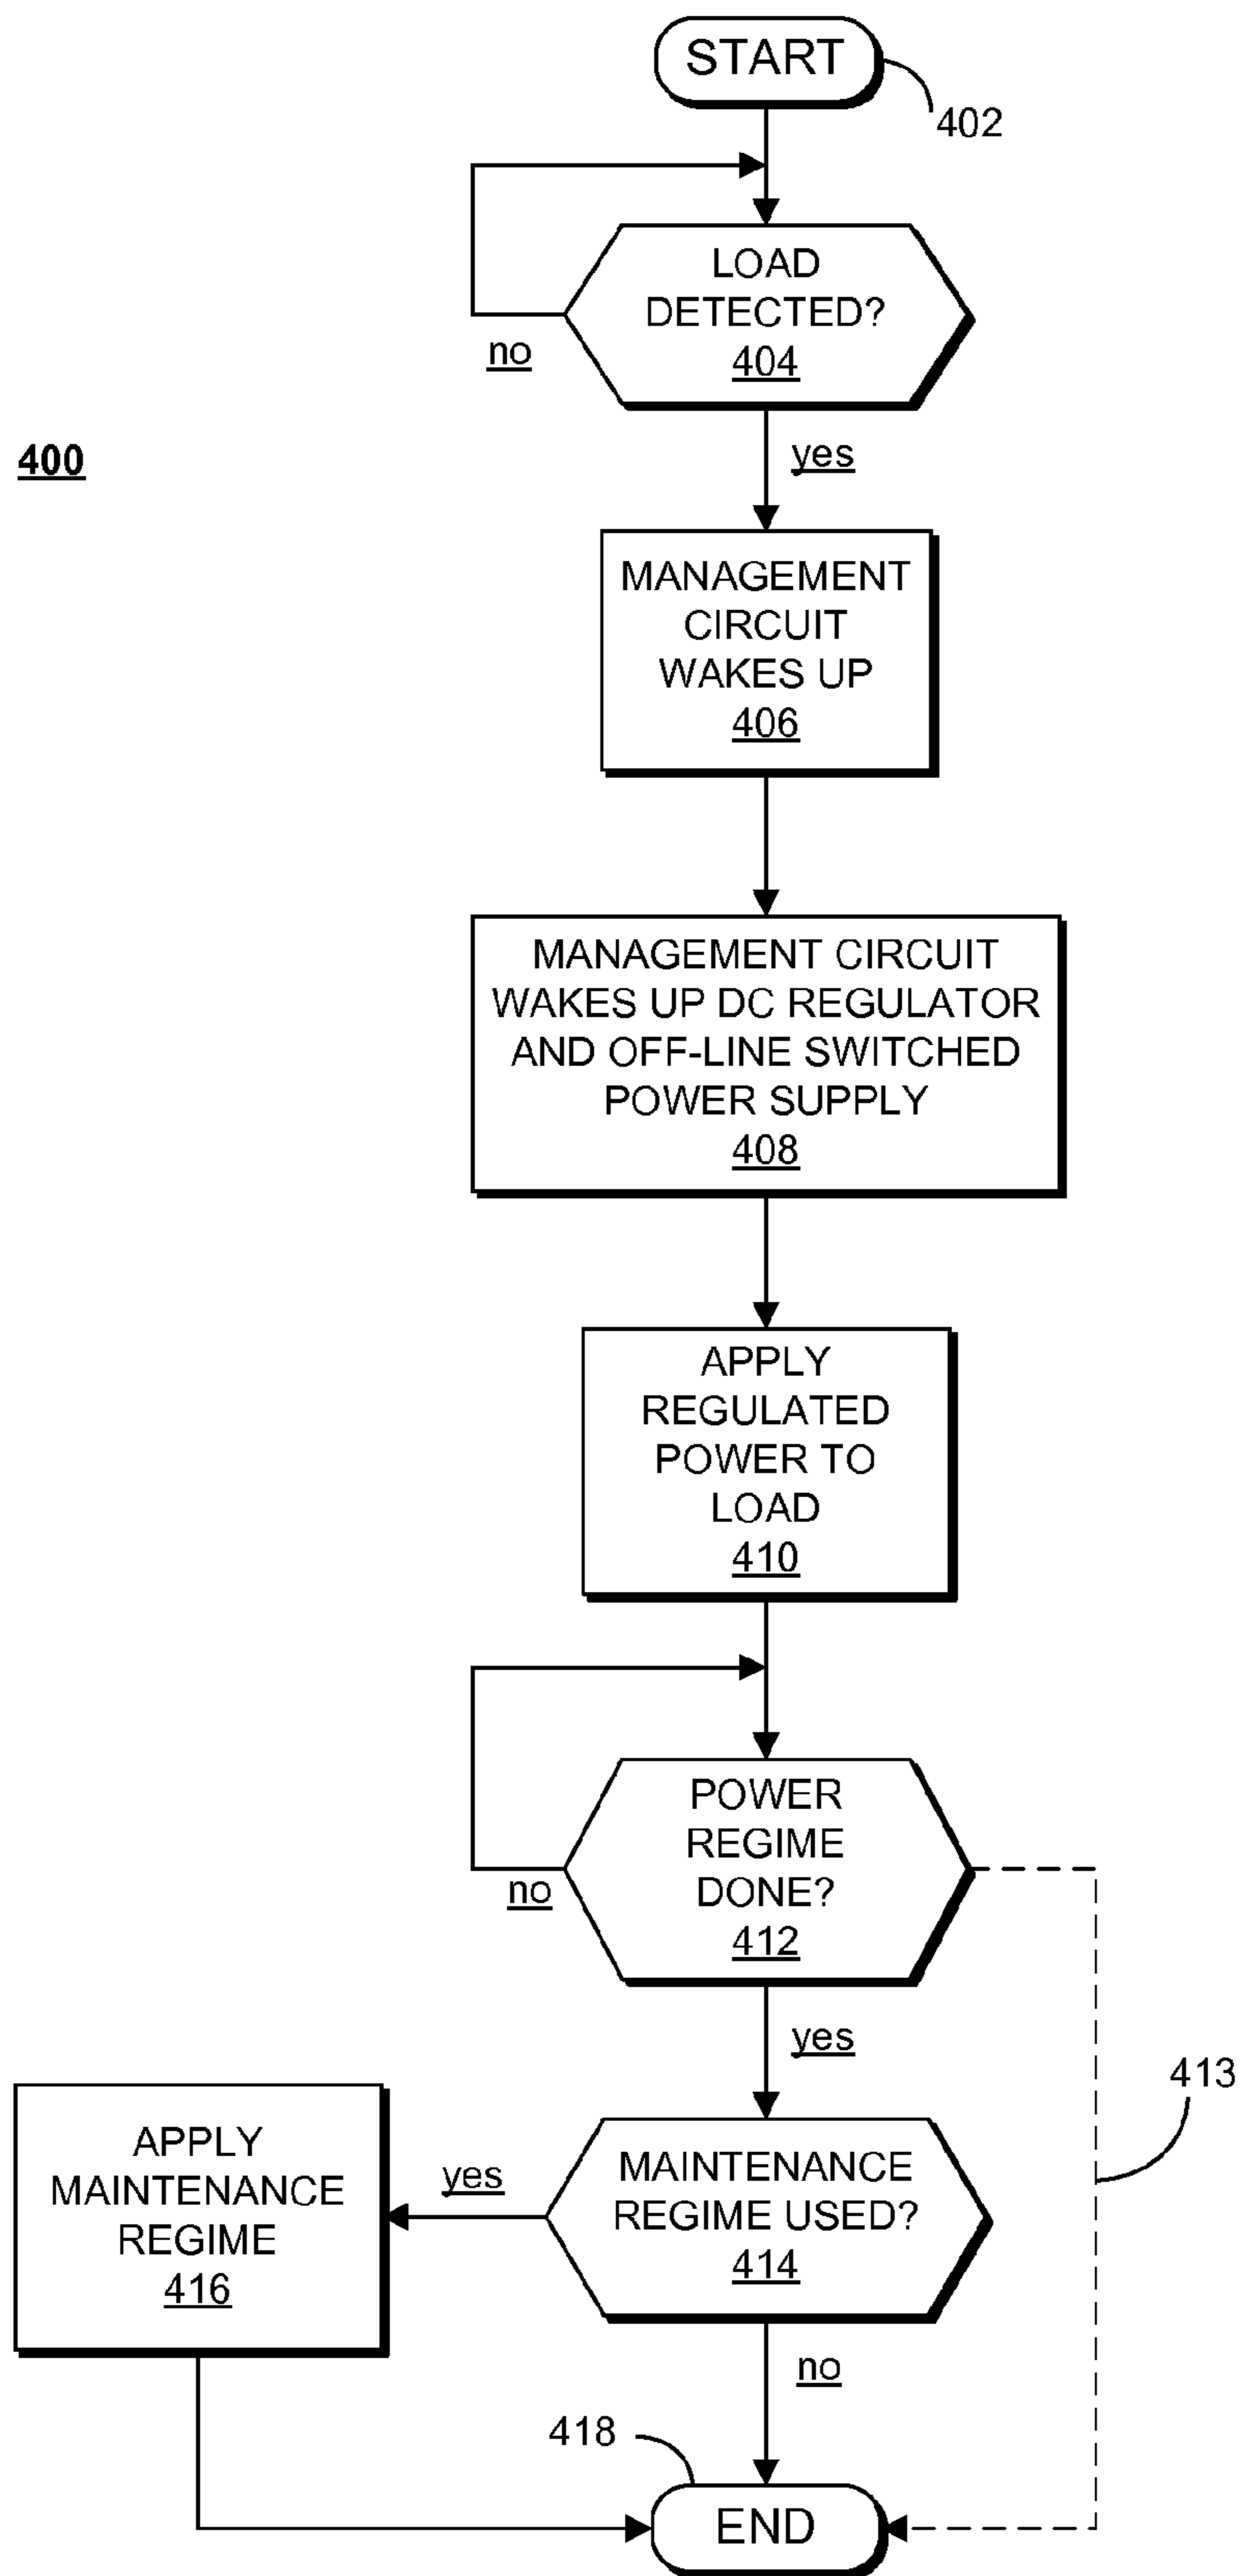 START
402
LOAD
DETECTED?
404
no
yes
400
MANAGEMENT
CIRCUIT
WAKES UP
406
MANAGEMENT CIRCUIT
WAKES UP DC REGULATOR
AND OFF-LINE SWITCHED
POWER SUPPLY
408
APPLY
REGULATED
POWER TO
LOAD
410
POWER
REGIME
DONE?
412
no
yes
413
APPLY
MAINTENANCE
REGIME
416
yes
MAINTENANCE
REGIME USED?
414
no
418
END